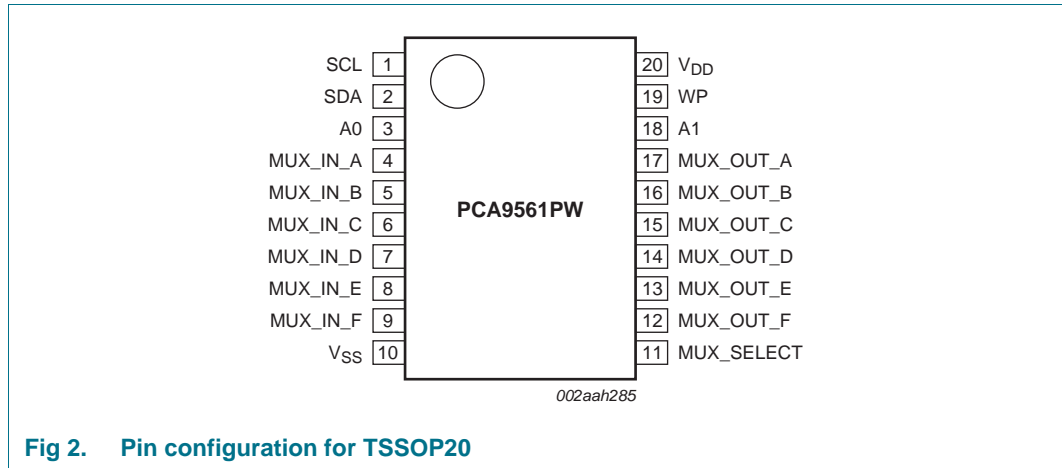 SCL 1 20 VDD
SDA 2 19 WP
A0 3 18 A1
MUX_IN_A 4 17 MUX_OUT_A
MUX_IN_B 5 16 MUX_OUT_B
PCA9561PW
MUX_IN_C 6 15 MUX_OUT_C
MUX_IN_D 7 14 MUX_OUT_D
MUX_IN_E 8 13 MUX_OUT_E
MUX_IN_F 9 12 MUX_OUT_F
VSS 10 11 MUX_SELECT
002aah285
Fig 2. Pin configuration for TSSOP20